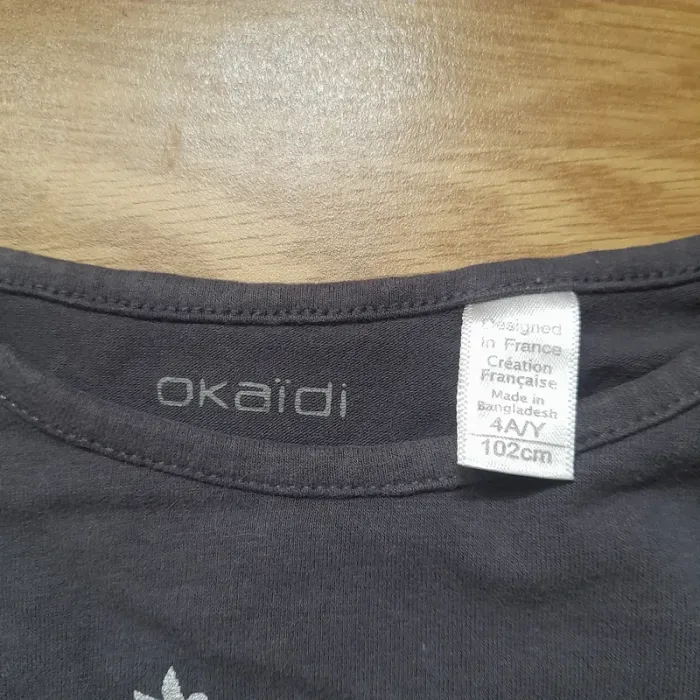 okaïdi
Designed
in France
Création
Française
Made in
Bangladesh
4A/Y
102cm